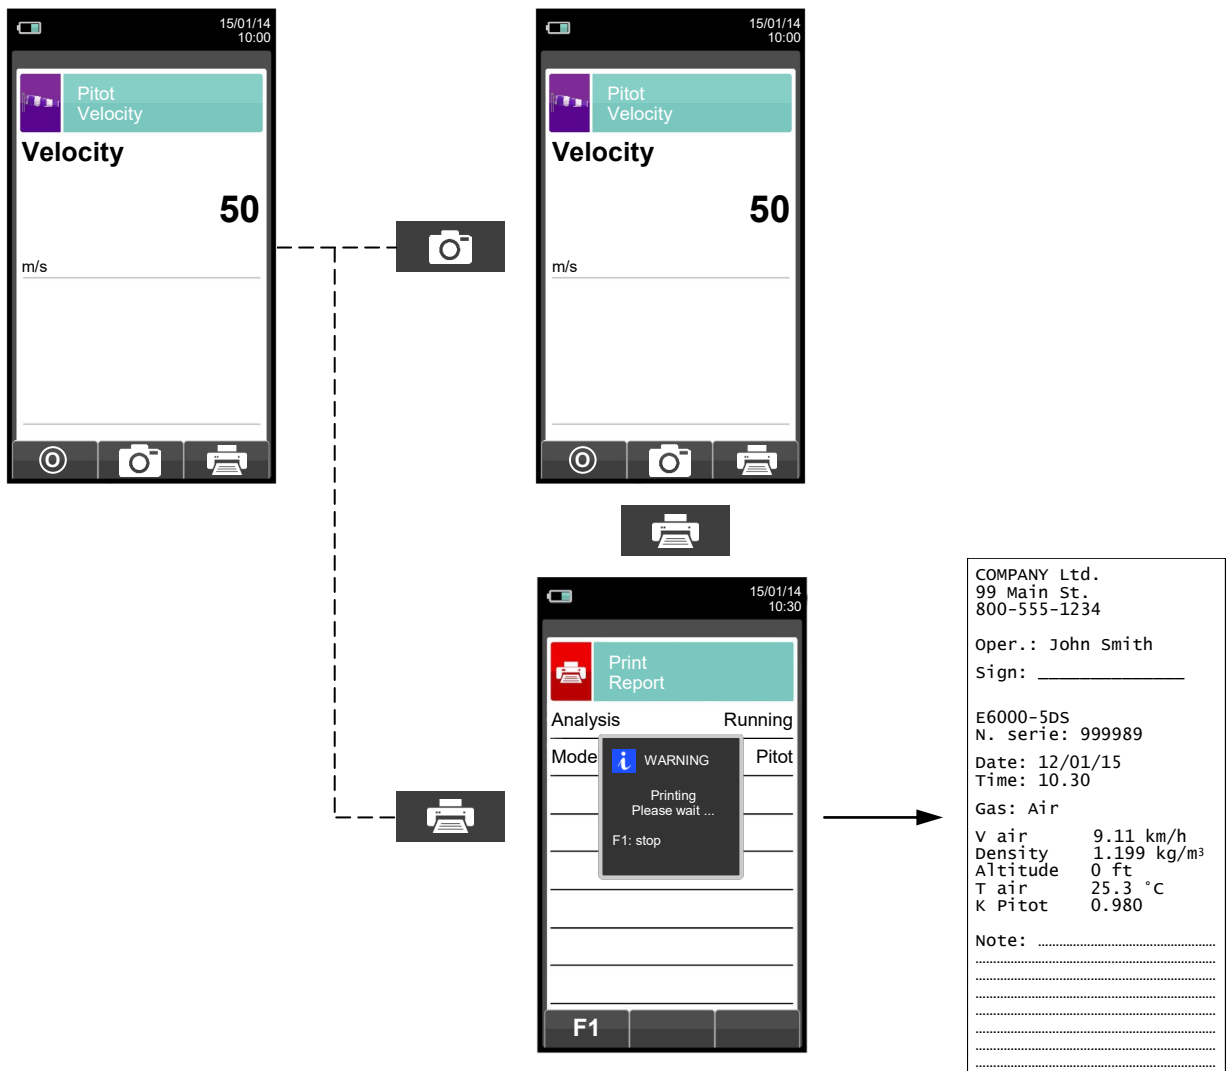 15/01/14
10:00
Pitot
Velocity
Velocity
50
m/s
15/01/14
10:00
Pitot
Velocity
Velocity
50
m/s
15/01/14
10:30
Print
Report
Analysis Running
Mode Pitot
i WARNING
Printing
Please wait ...
F1: stop
F1
COMPANY Ltd.
99 Main St.
800-555-1234
Oper.: John Smith
Sign: ______________
E6000-5DS
N. serie: 999989
Date: 12/01/15
Time: 10.30
Gas: Air
V air 9.11 km/h
Density 1.199 kg/m³
Altitude 0 ft
T air 25.3 °C
K Pitot 0.980
Note: ........................................